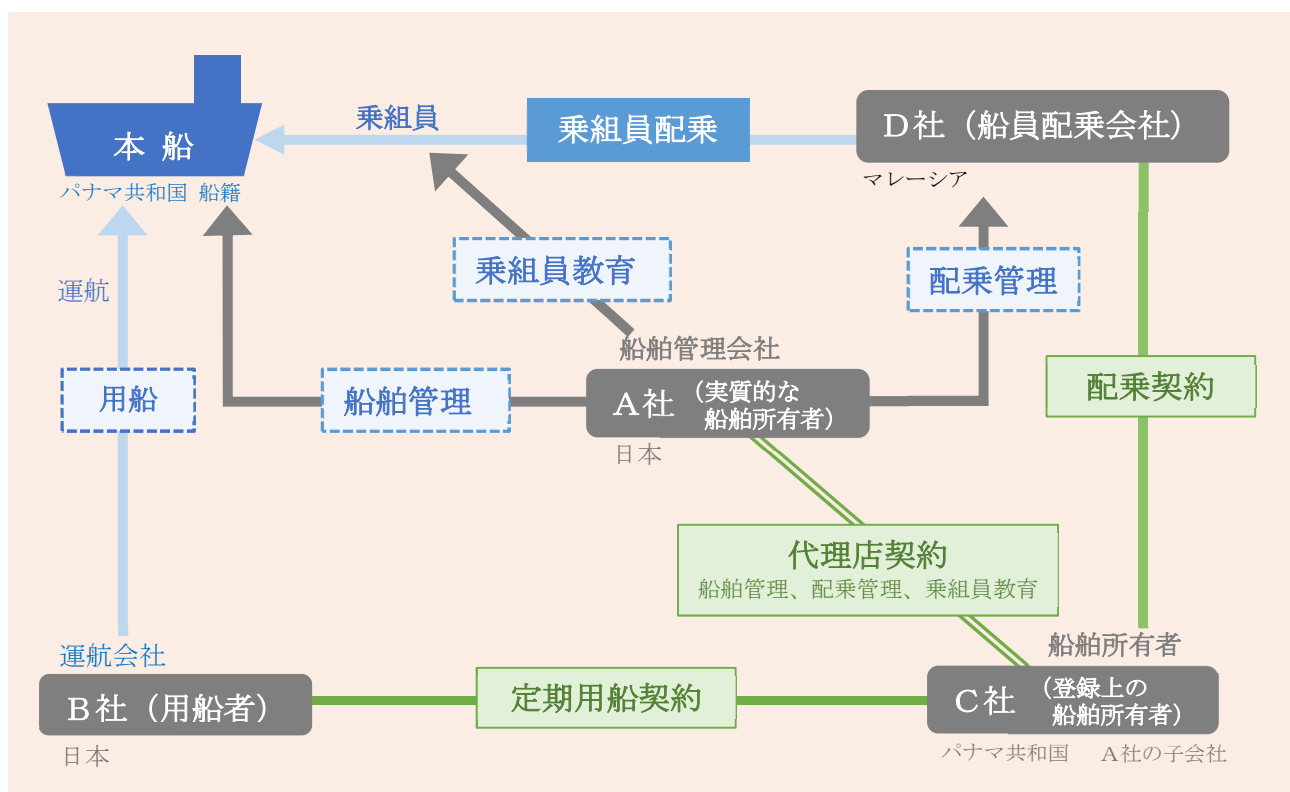 乗組員
乗組員配乗
D社（船員配乗会社）
本 船
マレーシア
パナマ共和国 船籍
乗組員教育
配乗管理
運航
船舶管理会社
用船
船舶管理
A社
（実質的な
船舶所有者）
配乗契約
日本
代理店契約
船舶管理、配乗管理、乗組員教育
船舶所有者
運航会社
B社（用船者）
定期用船契約
C社
（登録上の
船舶所有者）
日本
パナマ共和国
A社の子会社